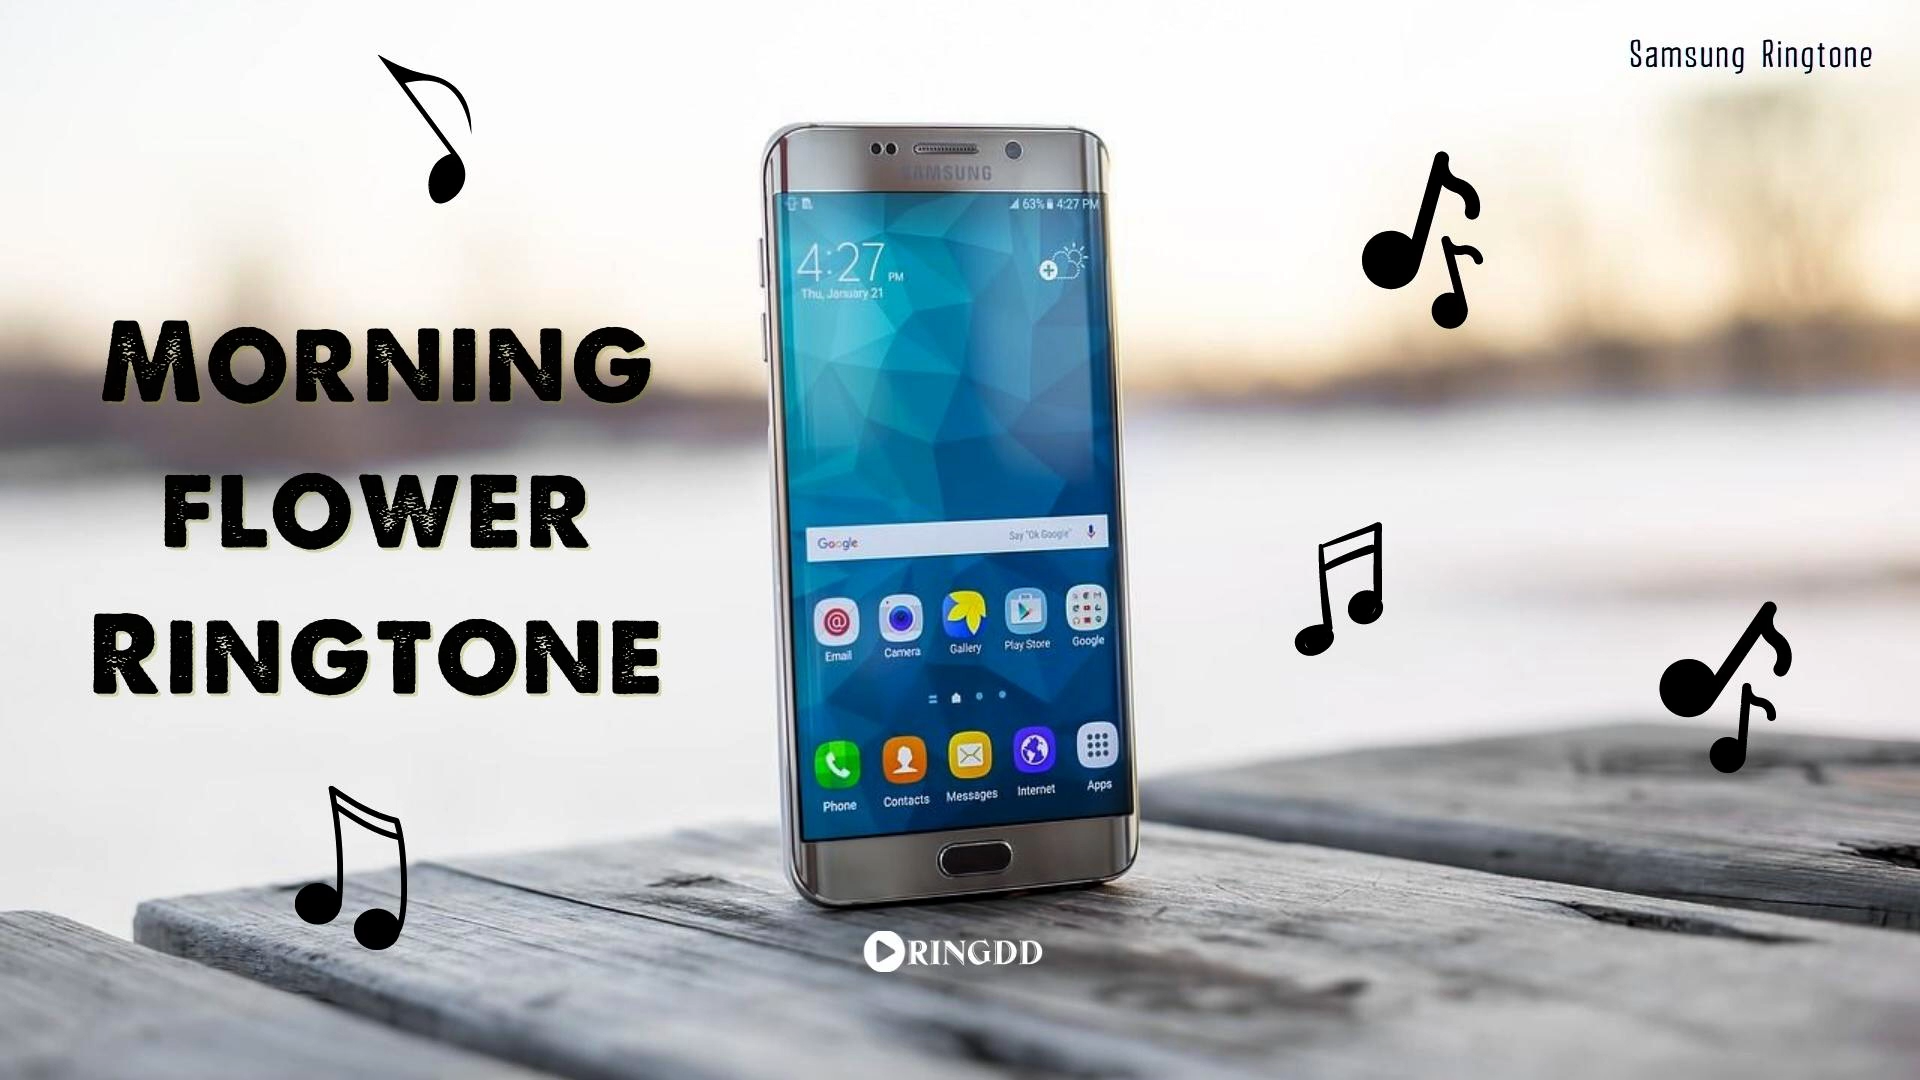 Samsung Ringtone
Morning
flower
Ringtone
SAMSUNG
63% 4:27 PM
4:27 PM
Thu, January 21
Google
Say "Ok Google"
Email
Camera
Gallery
Play Store
Google
Phone
Contacts
Messages
Internet
Apps
RINGDD